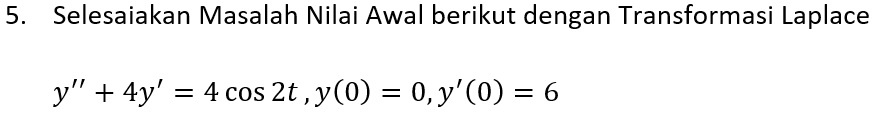 5. Selesaiakan Masalah Nilai Awal berikut dengan Transformasi Laplace
y'' + 4y' = 4 cos 2t , y(0) = 0, y'(0) = 6